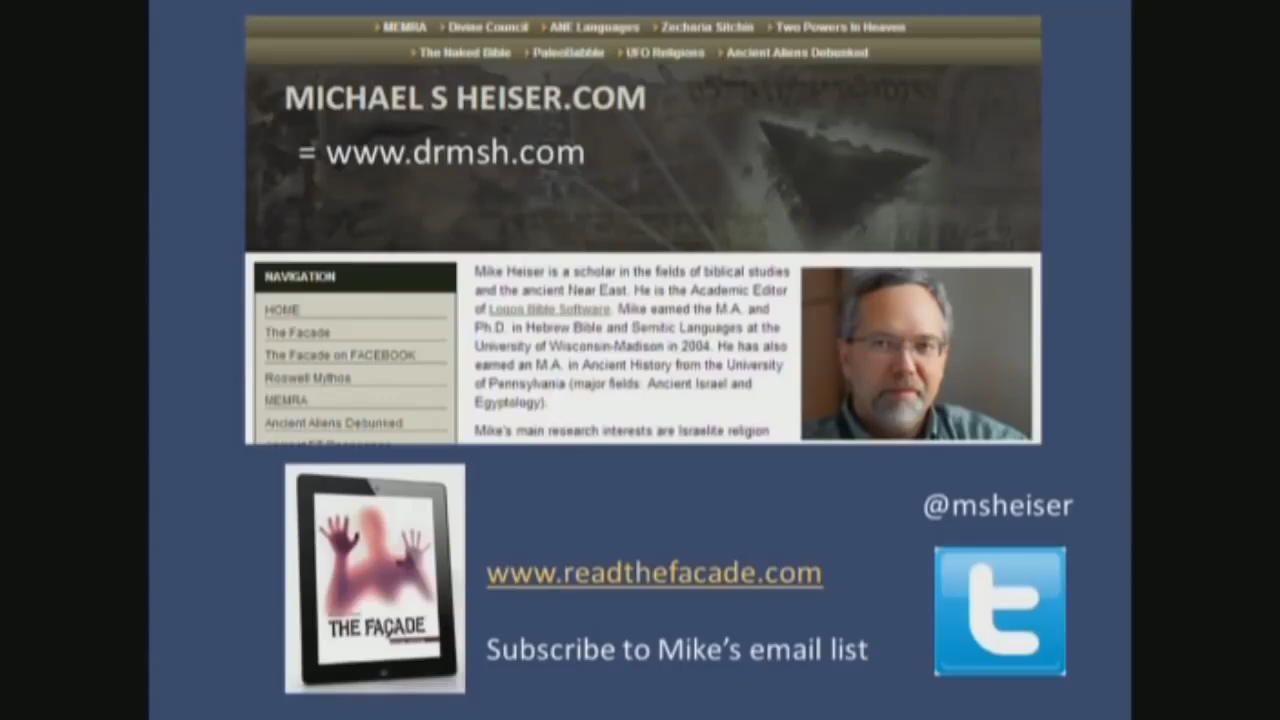 MEMRA Divine Council ANE Languages Zecharia Sitchin Two Powers In Heaven
The Naked Bible PaleoBabble UFO Religions Ancient Aliens Debunked
MICHAEL S HEISER.COM
= www.drmsh.com
NAVIGATION
HOME
The Facade
The Facade on FACEBOOK
Roswell Mythos
MEMRA
Ancient Aliens Debunked
Mike Heiser is a scholar in the fields of biblical studies
and the ancient Near East. He is the Academic Editor
of Logos Bible Software. Mike earned the M.A. and
Ph.D. in Hebrew Bible and Semitic Languages at the
University of Wisconsin-Madison in 2004. He has also
earned an M.A. in Ancient History from the University
of Pennsylvania (major fields: Ancient Israel and
Egyptology).
Mike's main research interests are Israelite religion
THE FAÇADE
www.readthefacade.com
Subscribe to Mike’s email list
@msheiser
t